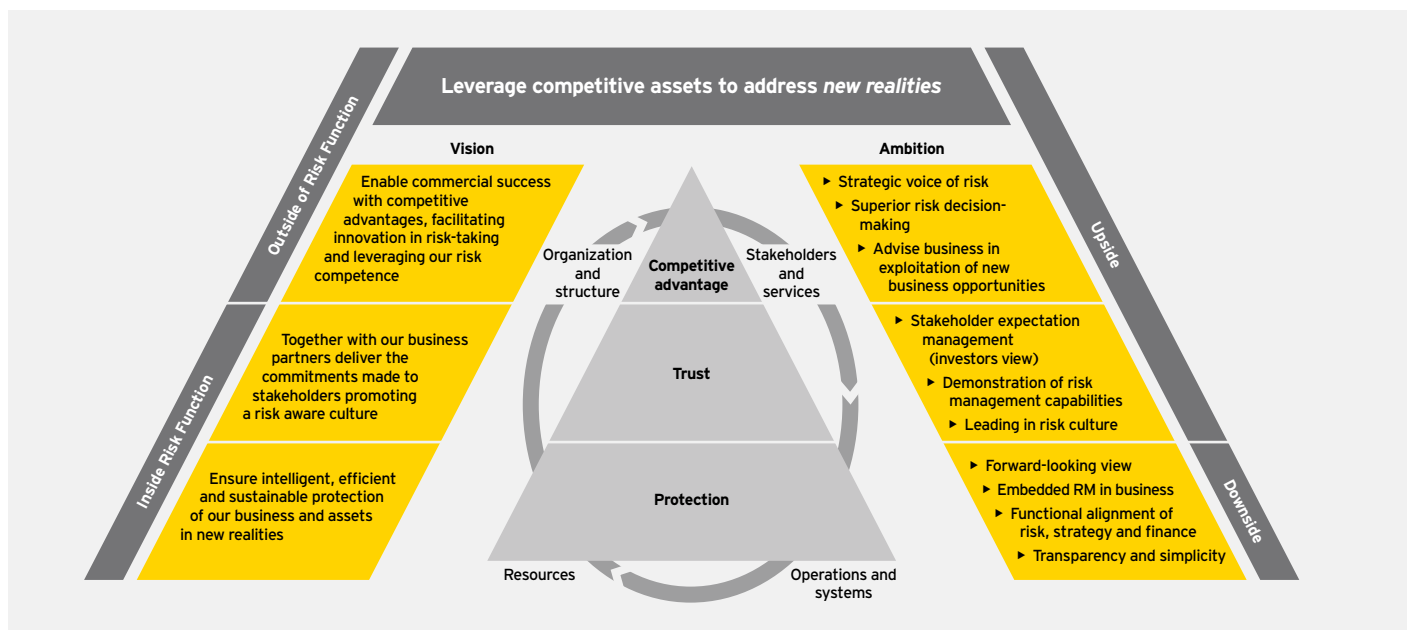 Leverage competitive assets to address new realities
Outside of Risk Function
Inside Risk Function
Vision
Enable commercial success
with competitive
advantages, facilitating
innovation in risk-taking
and leveraging our risk
competence
Together with our business
partners deliver the
commitments made to
stakeholders promoting
a risk aware culture
Ensure intelligent, efficient
and sustainable protection
of our business and assets
in new realities
Organization
and
structure
Stakeholders
and
services
Competitive
advantage
Trust
Protection
Resources
Operations and
systems
Ambition
▶ Strategic voice of risk
▶ Superior risk decision-
making
▶ Advise business in
exploitation of new
business opportunities
▶ Stakeholder expectation
management
(investors view)
▶ Demonstration of risk
management capabilities
▶ Leading in risk culture
▶ Forward-looking view
▶ Embedded RM in business
▶ Functional alignment of
risk, strategy and finance
▶ Transparency and simplicity
Upside
Downside